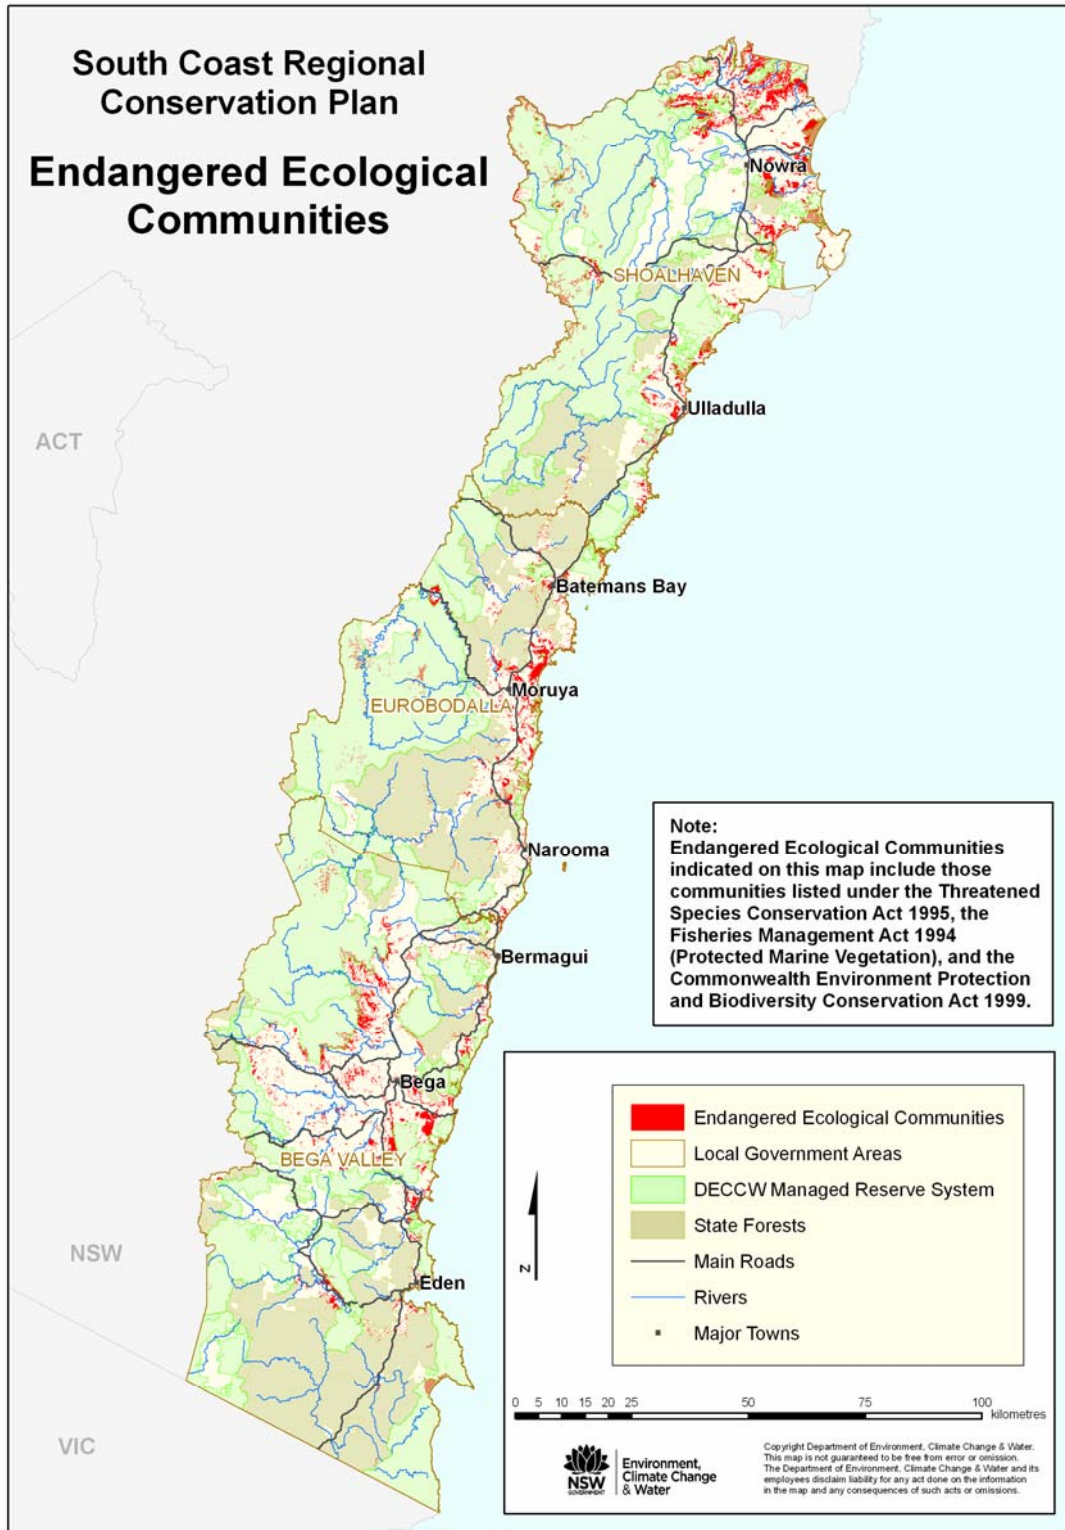 South Coast Regional
Conservation Plan
Endangered Ecological
Communities
Nowra
SHOALHAVEN
Ulladulla
ACT
Batemans Bay
Moruya
EUROBODALLA
Narooma
Bermagui
Bega
BEGA VALLEY
NSW
Eden
VIC
Note:
Endangered Ecological Communities
indicated on this map include those
communities listed under the Threatened
Species Conservation Act 1995, the
Fisheries Management Act 1994
(Protected Marine Vegetation), and the
Commonwealth Environment Protection
and Biodiversity Conservation Act 1999.
Endangered Ecological Communities
Local Government Areas
DECCW Managed Reserve System
State Forests
Main Roads
Rivers
Major Towns
N
0 5 10 15 20 25 50 75 100
kilometres
NSW
GOVERNMENT
Environment,
Climate Change
& Water
Copyright Department of Environment, Climate Change & Water.
This map is not guaranteed to be free from error or omission.
The Department of Environment, Climate Change & Water and its
employees disclaim liability for any act done on the information
in the map and any consequences of such acts or omissions.